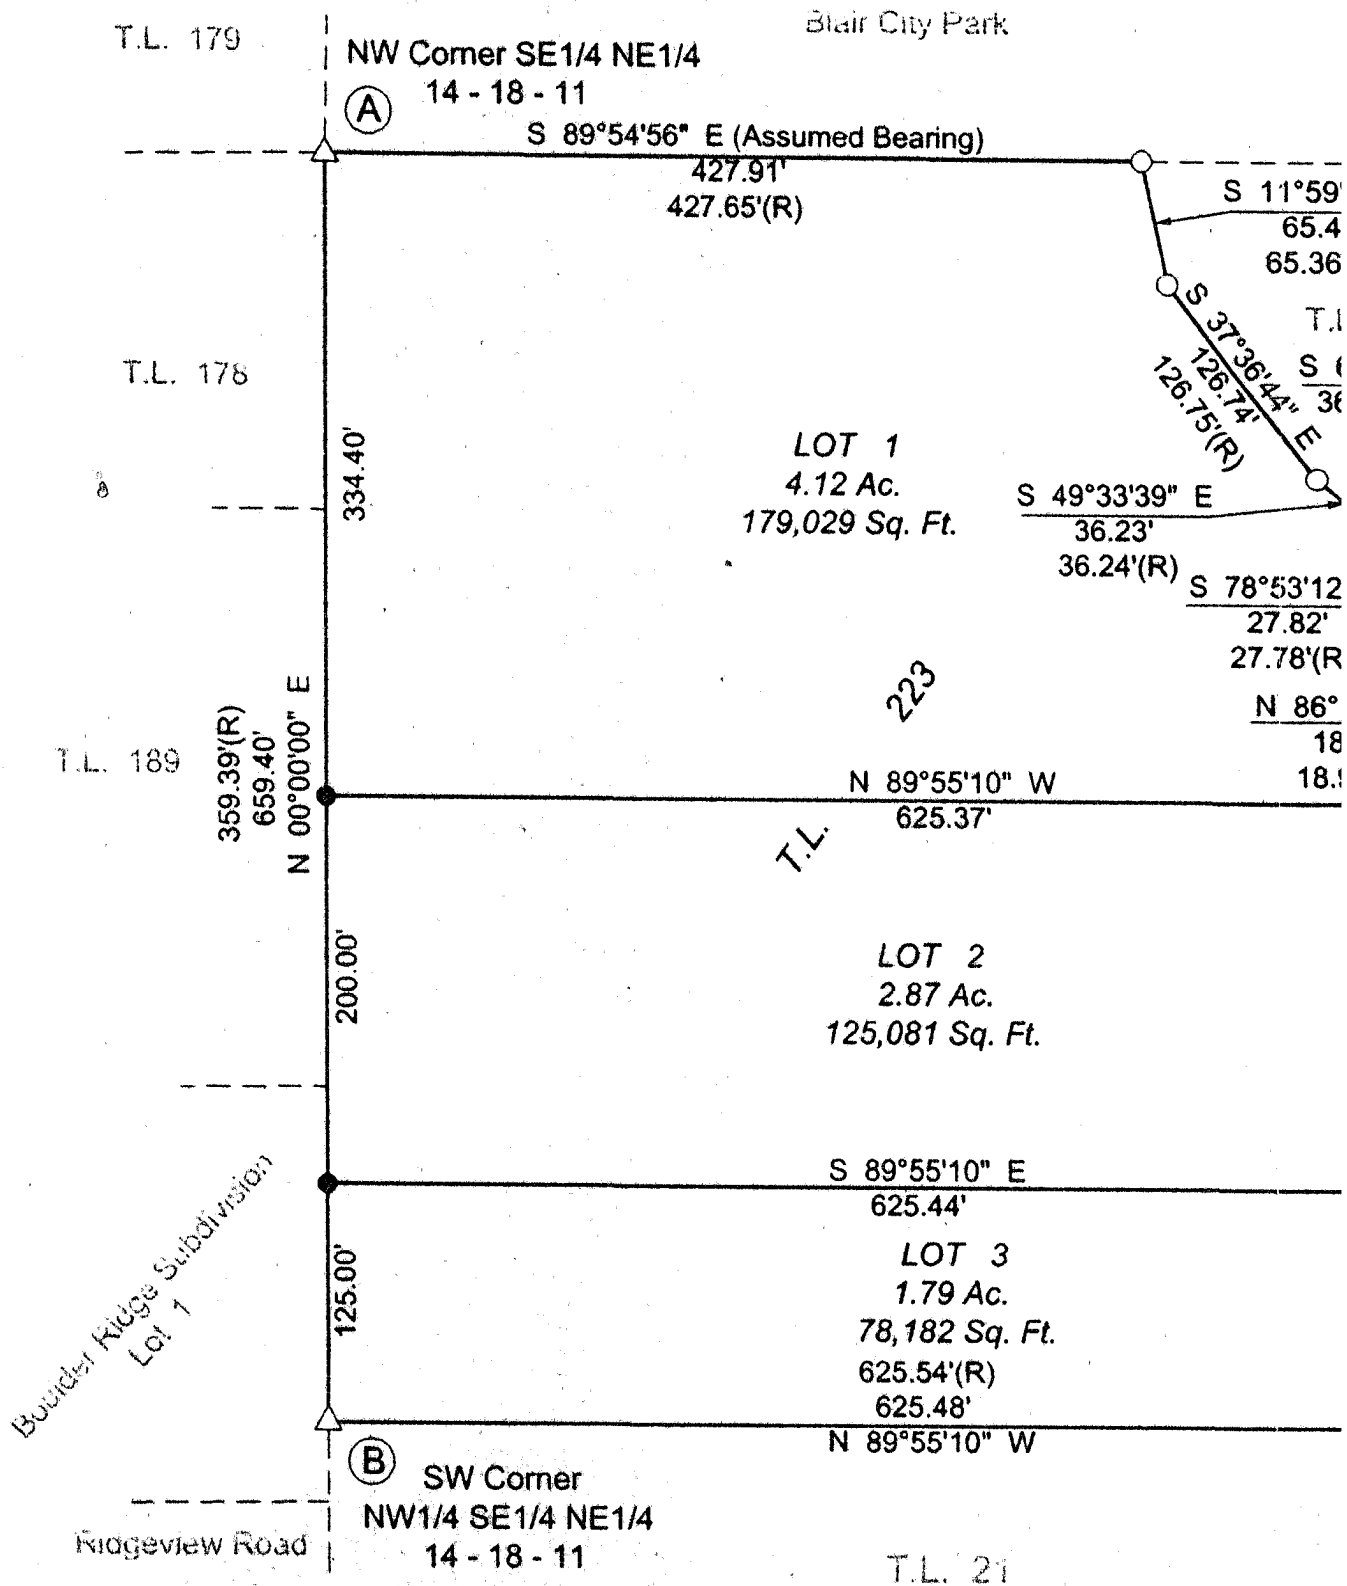 Blair City Park
T.L. 179
NW Corner SE1/4 NE1/4
14 - 18 - 11
A
S 89°54'56" E (Assumed Bearing)
427.91'
427.65'(R)
S 11°59'
65.4
65.36
S 37°36'44" E
126.74'
126.75'(R)
T.L
S 6
36
T.L. 178
334.40'
LOT 1
4.12 Ac.
179,029 Sq. Ft.
S 49°33'39" E
36.23'
36.24'(R)
S 78°53'12
27.82'
27.78'(R
N 86°
18
18.9
223
T.L.
T.L. 189
359.39'(R)
659.40'
N 00°00'00" E
N 89°55'10" W
625.37'
200.00'
LOT 2
2.87 Ac.
125,081 Sq. Ft.
S 89°55'10" E
625.44'
Boulder Ridge Subdivision
Lot 1
125.00'
LOT 3
1.79 Ac.
78,182 Sq. Ft.
625.54'(R)
625.48'
N 89°55'10" W
B
SW Corner
NW1/4 SE1/4 NE1/4
14 - 18 - 11
Ridgeview Road
T.L. 21